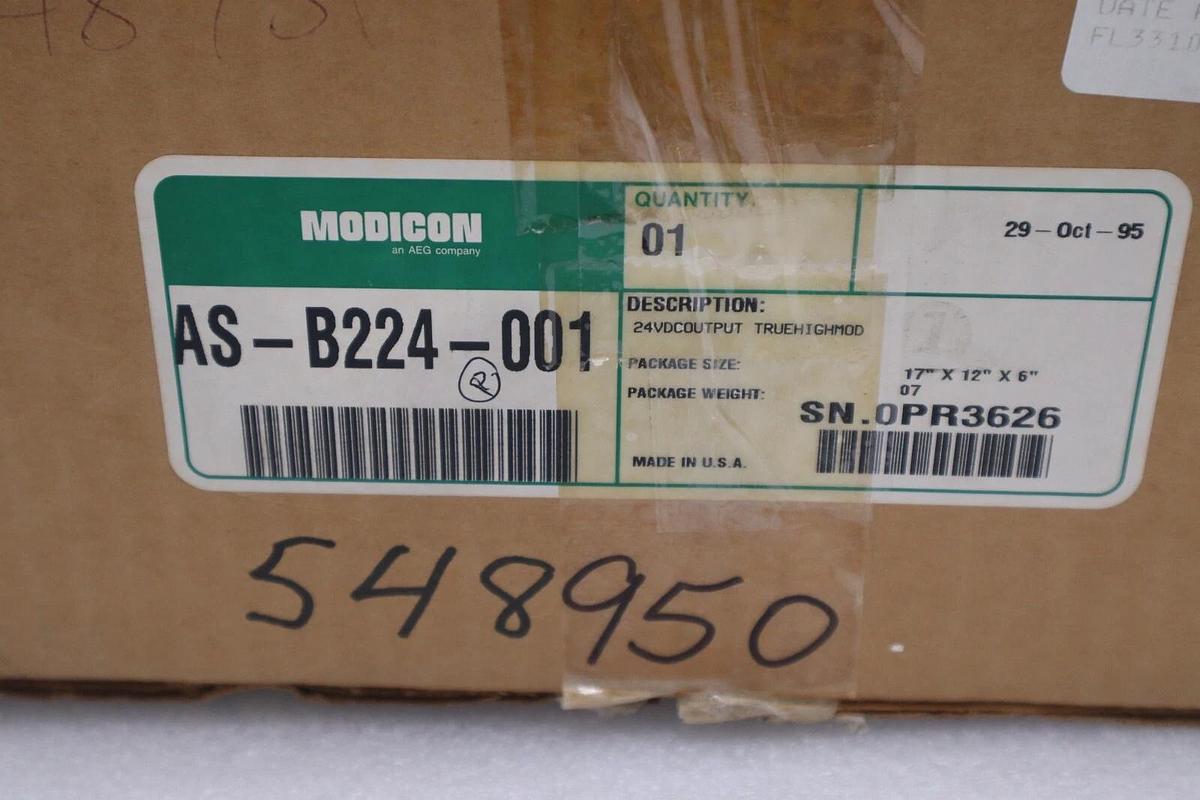 DATE
FL331
MODICON
an AEG company
QUANTITY
01
29-Oct-95
AS-B224-001
R
DESCRIPTION:
24VDCOUTPUT TRUEHIGHMOD
7
PACKAGE SIZE: 17" X 12" X 6"
PACKAGE WEIGHT: 07
SN.0PR3626
MADE IN U.S.A.
548950